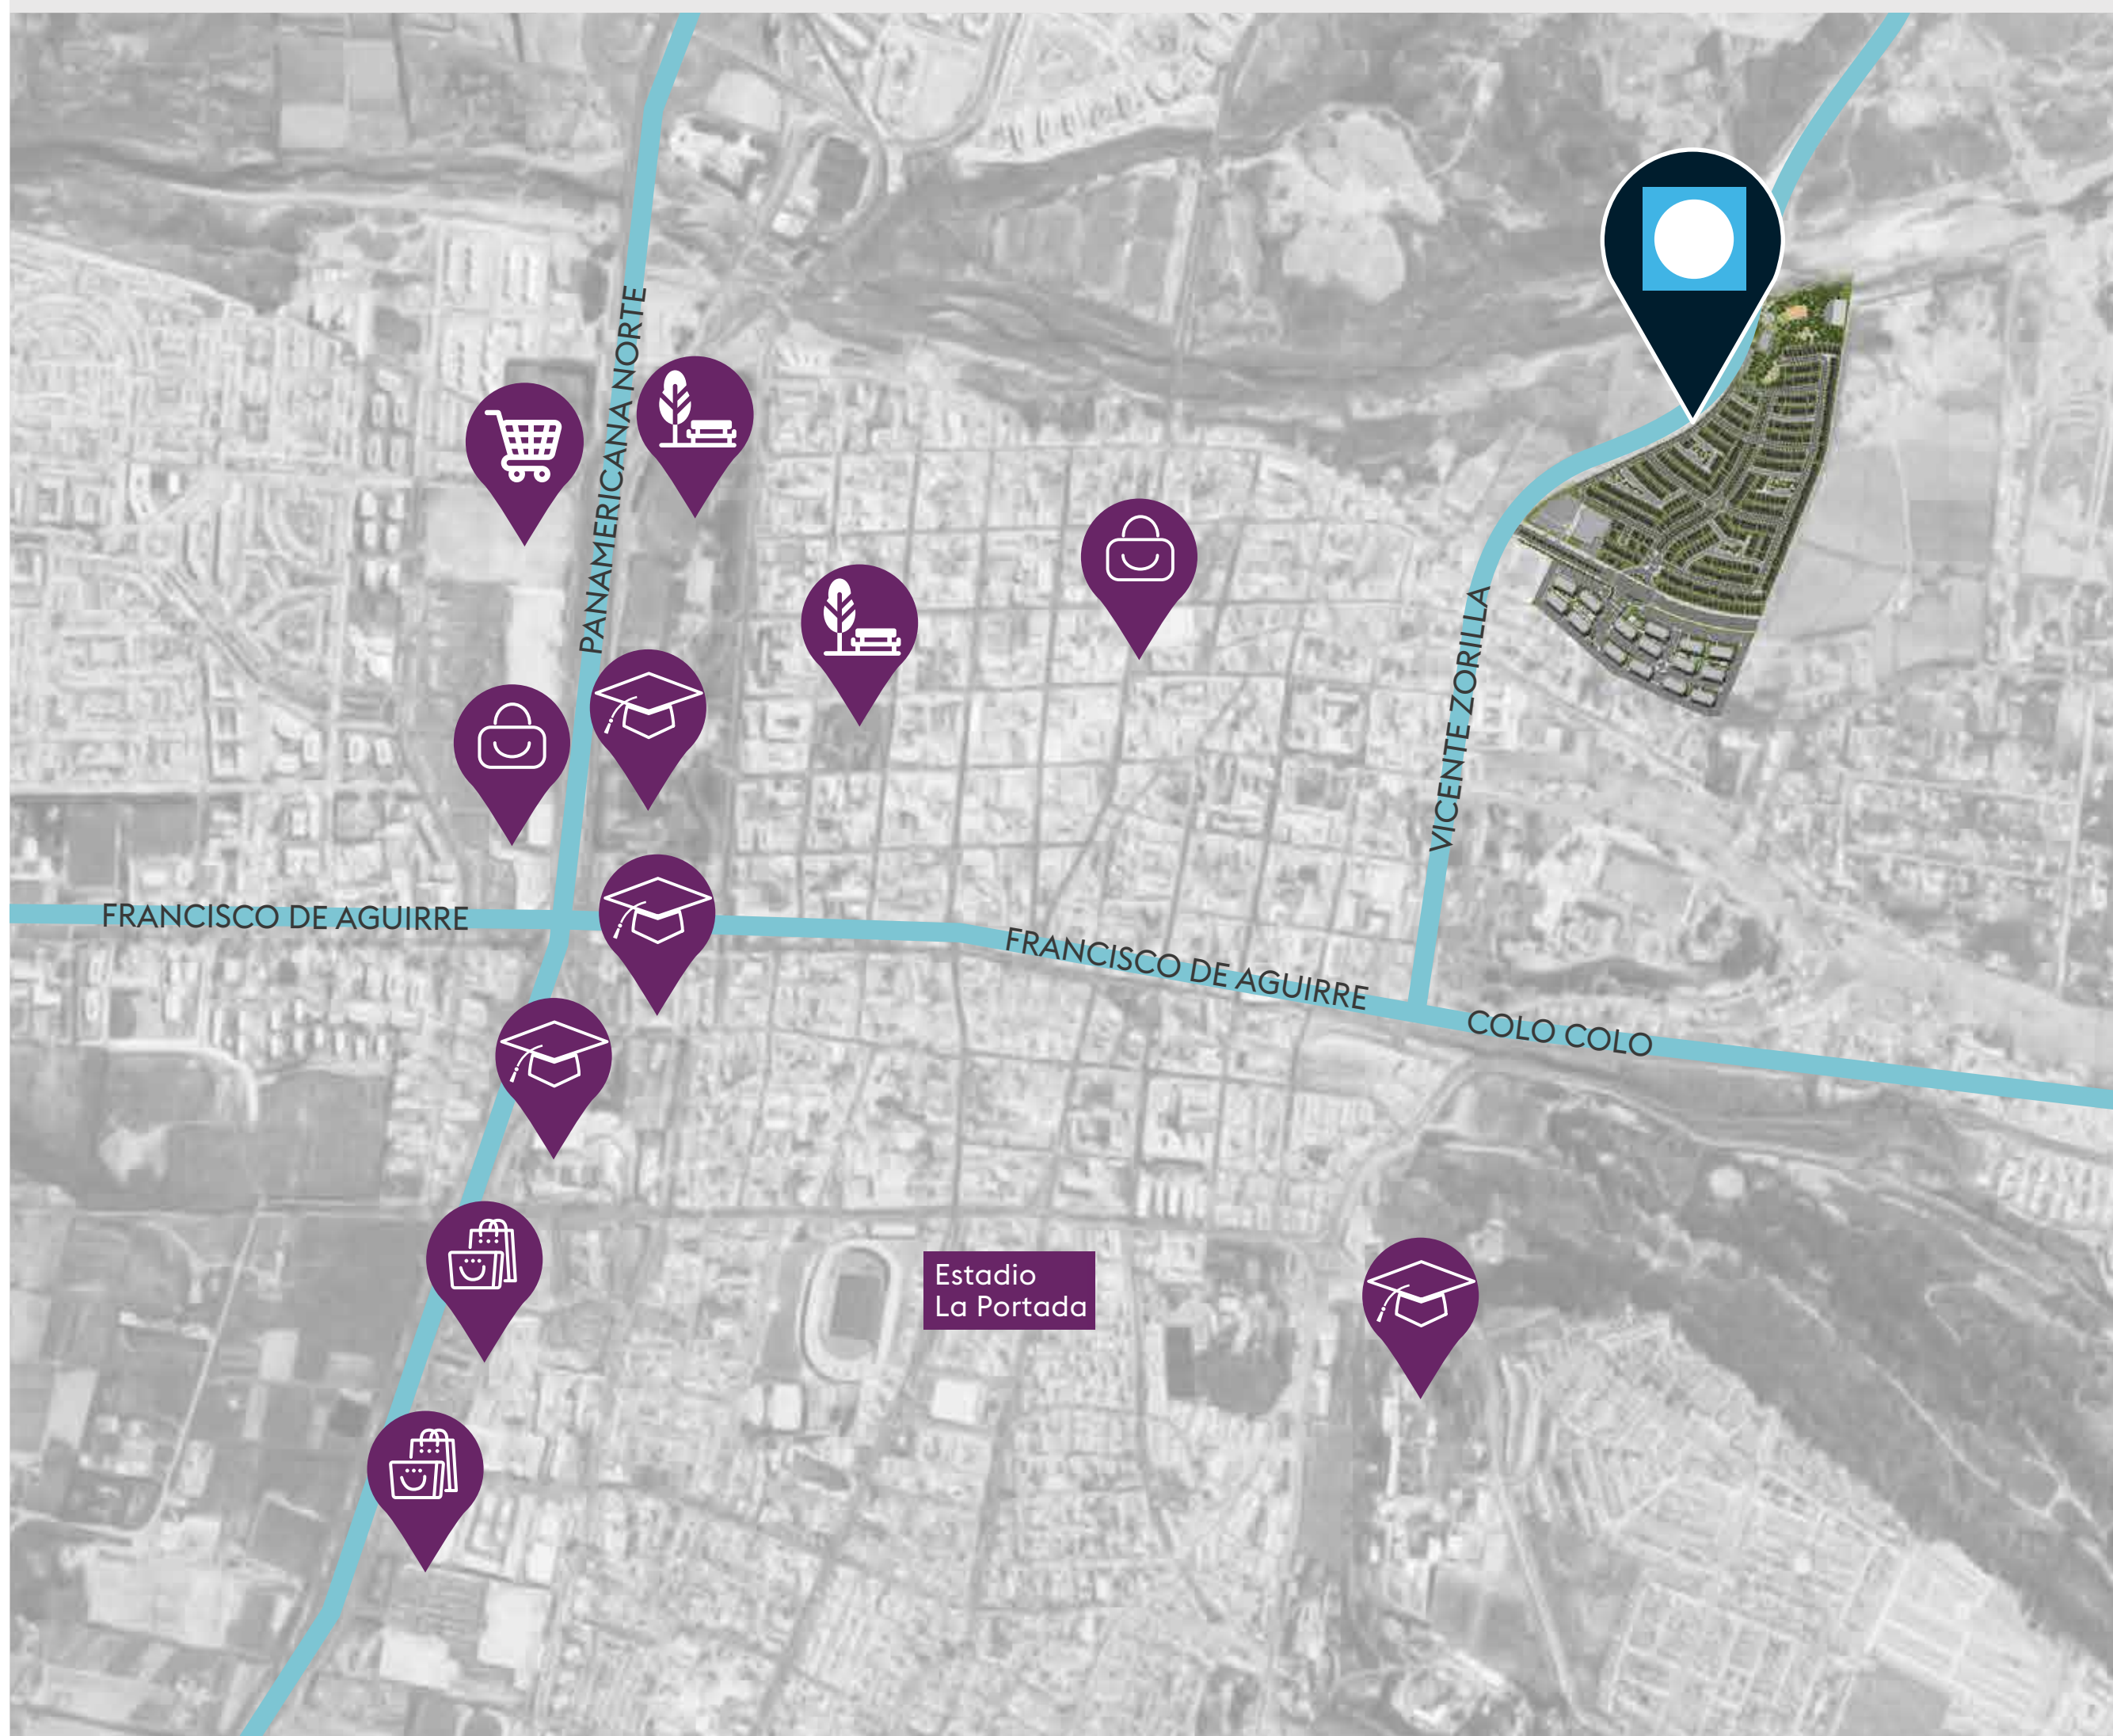 PANAMERICANA NORTE
VICENTE ZORILLA
FRANCISCO DE AGUIRRE
FRANCISCO DE AGUIRRE
COLO COLO
Estadio
La Portada